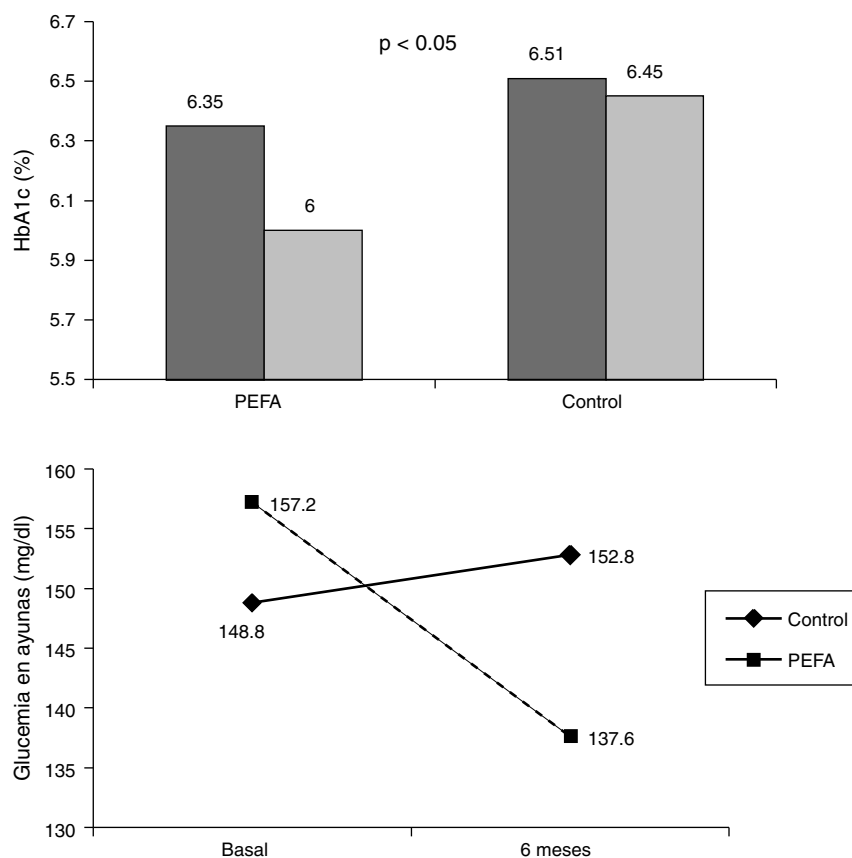 6.7
6.5
6.3
6.1
5.9
5.7
5.5
HbA1c (%)
p < 0.05
6.35
6
6.51
6.45
PEFA
Control
160
155
150
145
140
135
130
Glucemia en ayunas (mg/dl)
157.2
148.8
152.8
137.6
Basal
6 meses
Control
PEFA